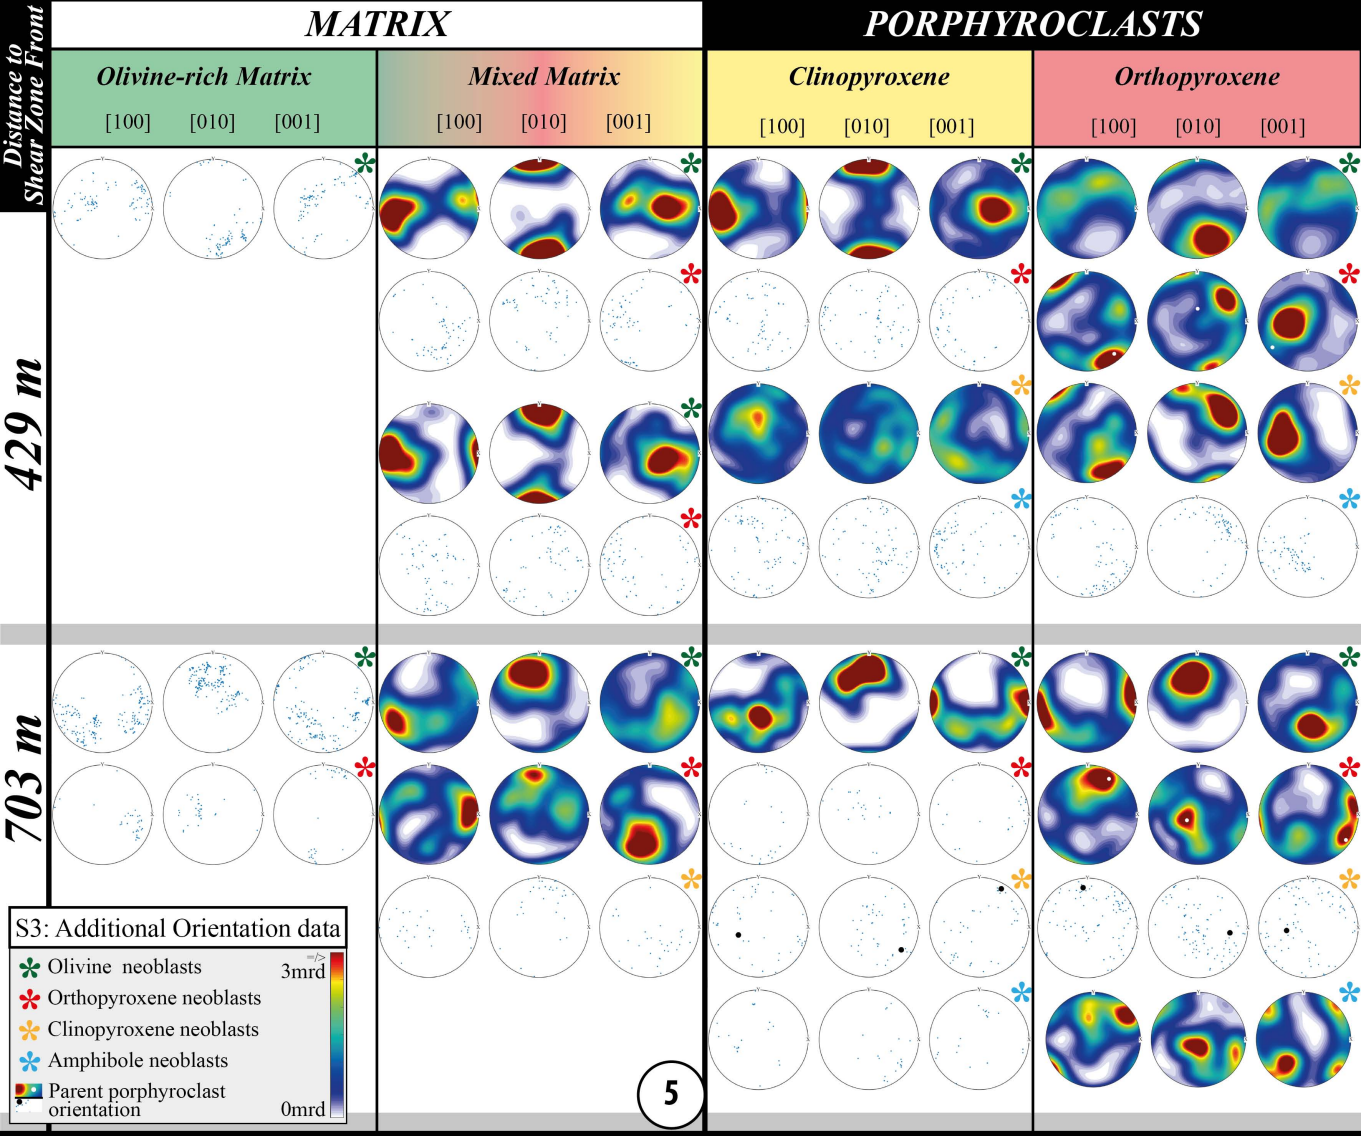 Distance to
Shear Zone Front
MATRIX
PORPHYROCLASTS
Olivine-rich Matrix
Mixed Matrix
Clinopyroxene
Orthopyroxene
[100] [010] [001]
[100] [010] [001]
[100] [010] [001]
[100] [010] [001]
429 m
703 m
S3: Additional Orientation data
Olivine neoblasts
Orthopyroxene neoblasts
Clinopyroxene neoblasts
Amphibole neoblasts
Parent porphyroclast
orientation
=/>
3mrd
0mrd
5